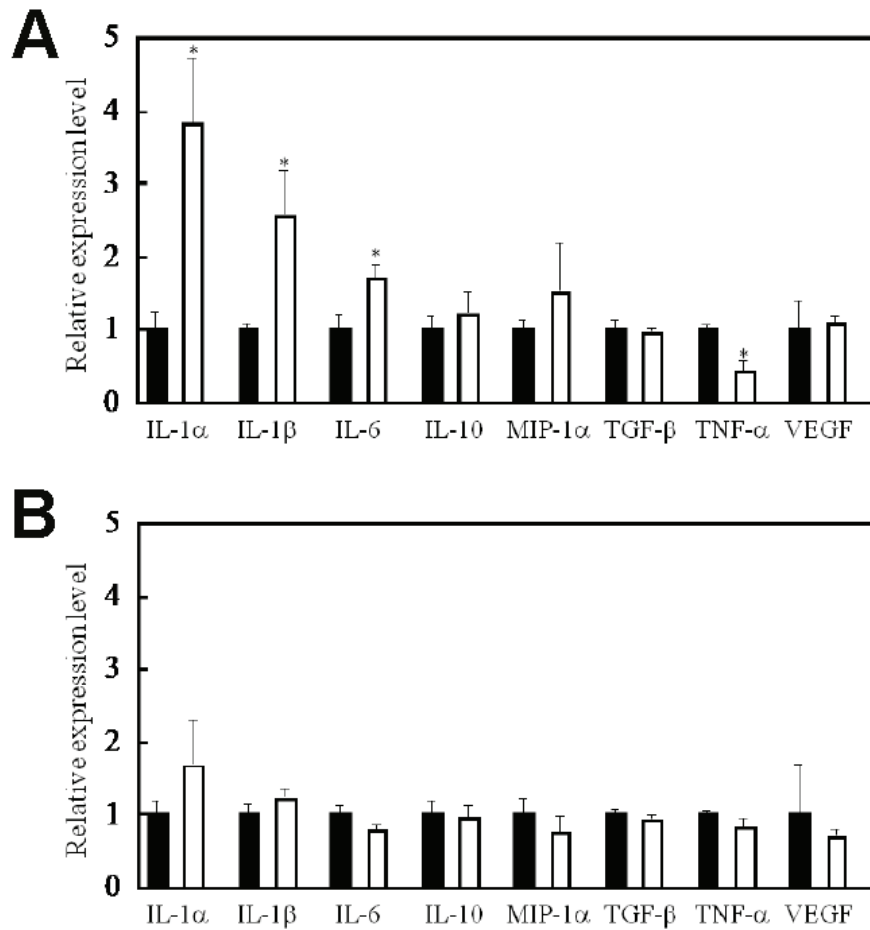 A
Relative expression level
5
4
3
2
1
0
* * * *
IL-1α IL-1β IL-6 IL-10 MIP-1α TGF-β TNF-α VEGF
B
Relative expression level
5
4
3
2
1
0
IL-1α IL-1β IL-6 IL-10 MIP-1α TGF-β TNF-α VEGF